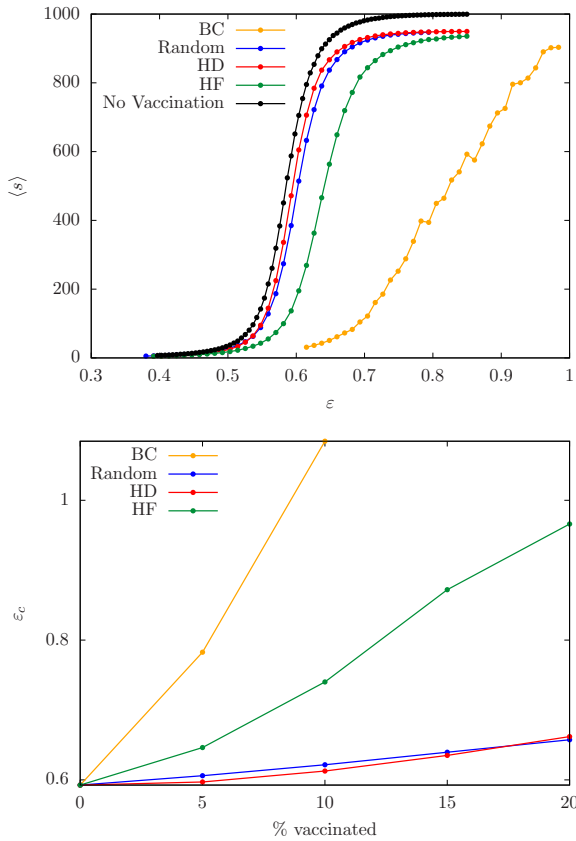 1000
800
600
400
200
0
⟨s⟩
BC
Random
HD
HF
No Vaccination
0.3 0.4 0.5 0.6 0.7 0.8 0.9 1
ε
1
0.8
0.6
ε_c
BC
Random
HD
HF
0 5 10 15 20
% vaccinated